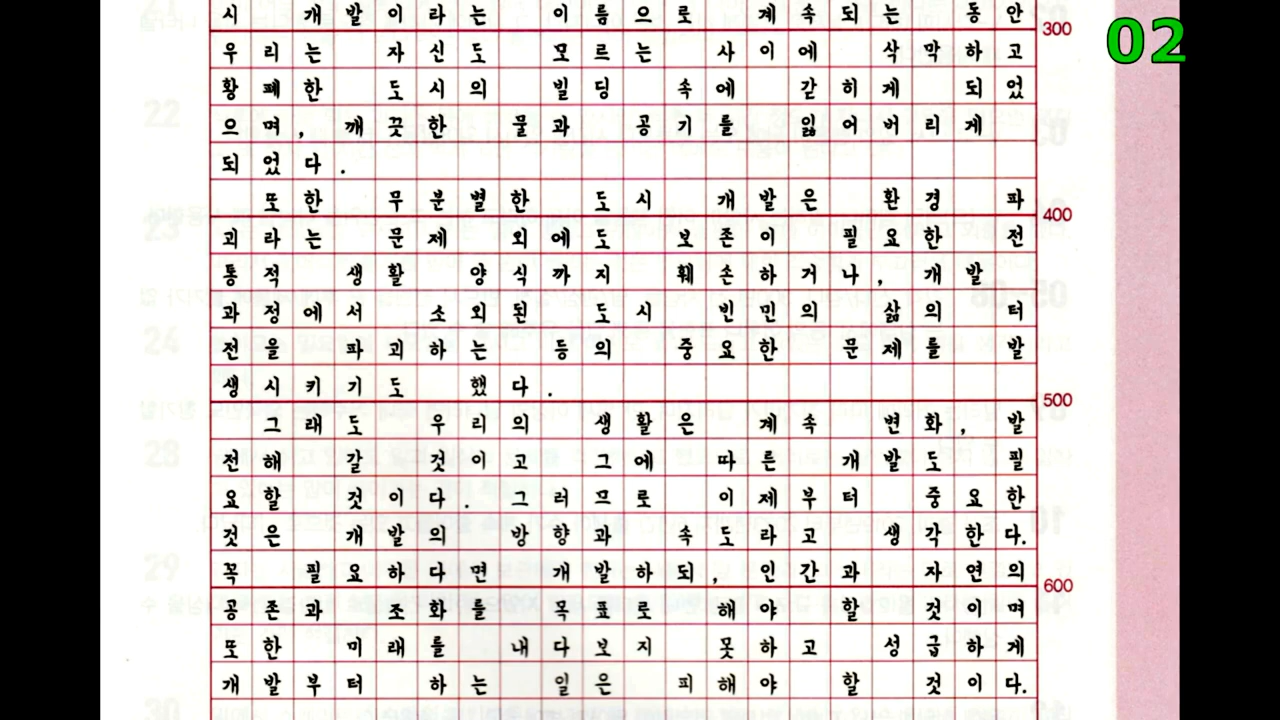 02
시 개발이라는 이름으로 계속되는 동안
300
우리는 자신도 모르는 사이에 삭막하고
황폐한 도시의 빌딩 속에 갇히게 되었
으며, 깨끗한 물과 공기를 잃어버리게
되었다.
또한 무분별한 도시 개발은 환경 파
400
괴라는 문제 외에도 보존이 필요한 전
통적 생활 양식까지 훼손하거나, 개발
과정에서 소외된 도시 빈민의 삶의 터
전을 파괴하는 등의 중요한 문제를 발
생시키기도 했다.
500
그래도 우리의 생활은 계속 변화, 발
전해 갈 것이고 그에 따른 개발도 필
요할 것이다. 그러므로 이제부터 중요한
것은 개발의 방향과 속도라고 생각한다.
꼭 필요하다면 개발하되, 인간과 자연의
600
공존과 조화를 목표로 해야 할 것이며
또한 미래를 내다보지 못하고 성급하게
개발부터 하는 일은 피해야 할 것이다.